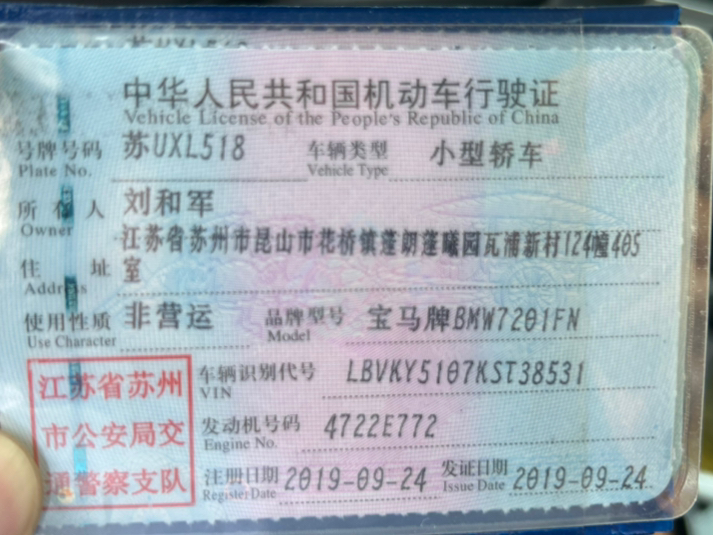 中华人民共和国机动车行驶证
Vehicle License of the People's Republic of China
号牌号码 苏UXL518 车辆类型 小型轿车
Plate No. Vehicle Type
所有人 刘和军
Owner
江苏省苏州市昆山市花桥镇蓬朗蓬曦园瓦浦新村124幢405
住址 室
Address
使用性质 非营运 品牌型号 宝马牌BMW7201FN
Use Character Model
江苏省苏州 车辆识别代号 LBVKY5107KST38531
VIN
市公安局交 发动机号码 4722E772
Engine No.
通警察支队 注册日期 2019-09-24 发证日期 2019-09-24
Register Date Issue Date